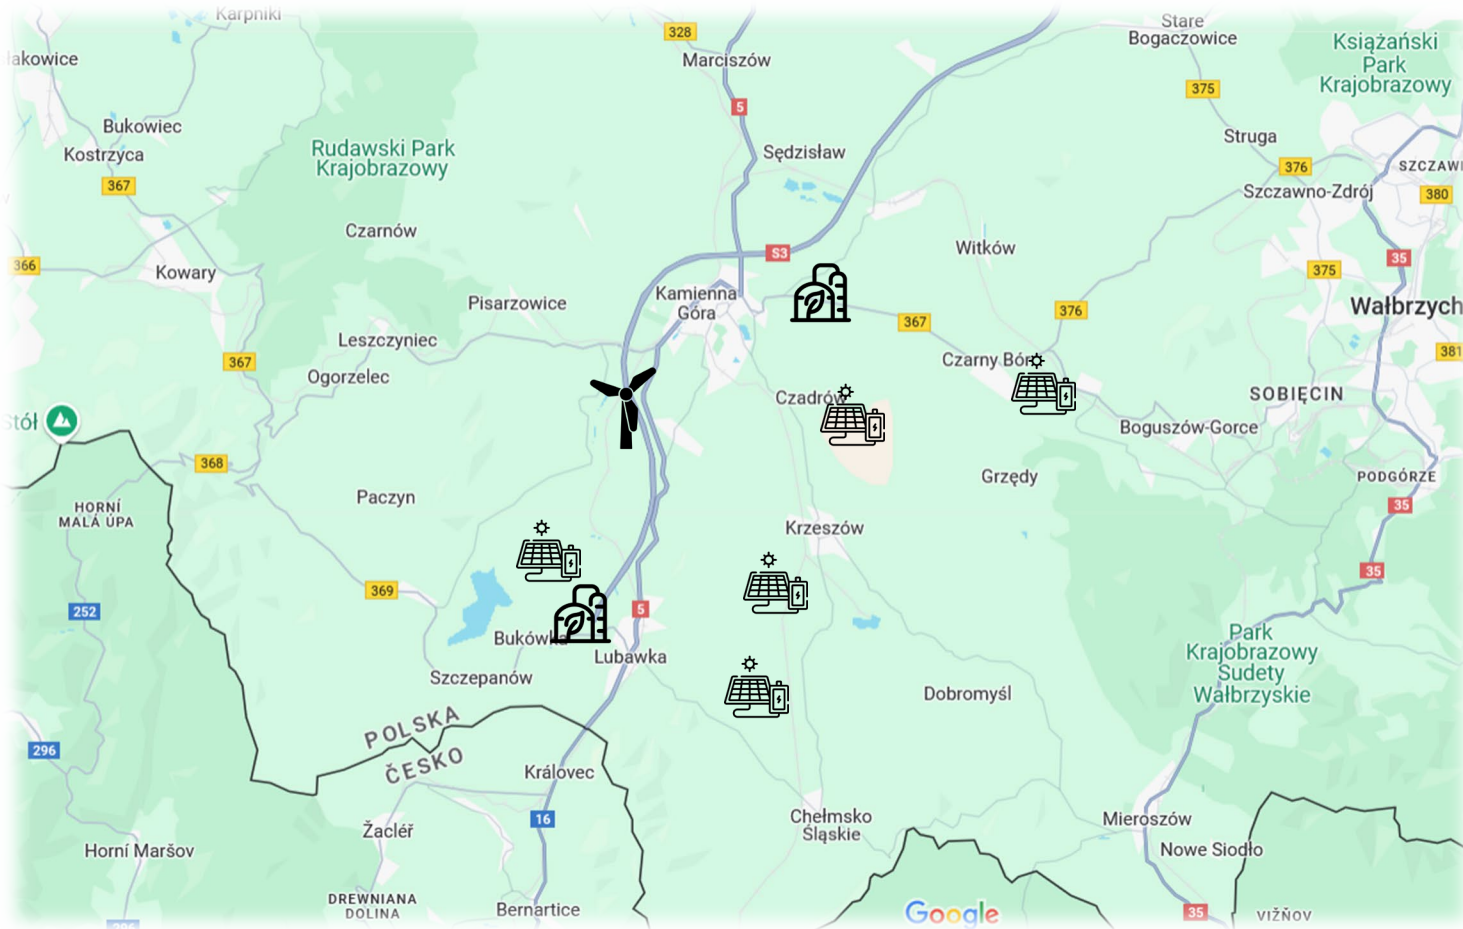 Karpniki
328
Marciszów
Stare
Bogaczowice
Książański
Park
Krajobrazowy
375
5
Bukowiec
Kostrzyca
367
Rudawski Park
Krajobrazowy
Sędzisław
Struga
376
Szczawno-Zdrój
380
Czarnów
Witków
S3
366
Kowary
35
375
Pisarzowice
Kamienna
Góra
376
367
Wałbrzych
Leszczyniec
367
Ogorzelec
Czarny Bór
381
Czadrów
SOBIĘCIN
Stół
Boguszów-Gorce
368
Grzędy
PODGÓRZE
Paczyn
35
HORNÍ
MALÁ ÚPA
Krzeszów
35
369
252
5
Bukówka
Lubawka
Park
Krajobrazowy
Sudety
Wałbrzyskie
Szczepanów
Dobromyśl
POLSKA
ČESKO
296
Královec
16
Chełmsko
Śląskie
Mieroszów
Žacléř
Horní Maršov
Nowe Siodło
DREWNIANA
DOLINA
Bernartice
Google
35
VIŽŇOV